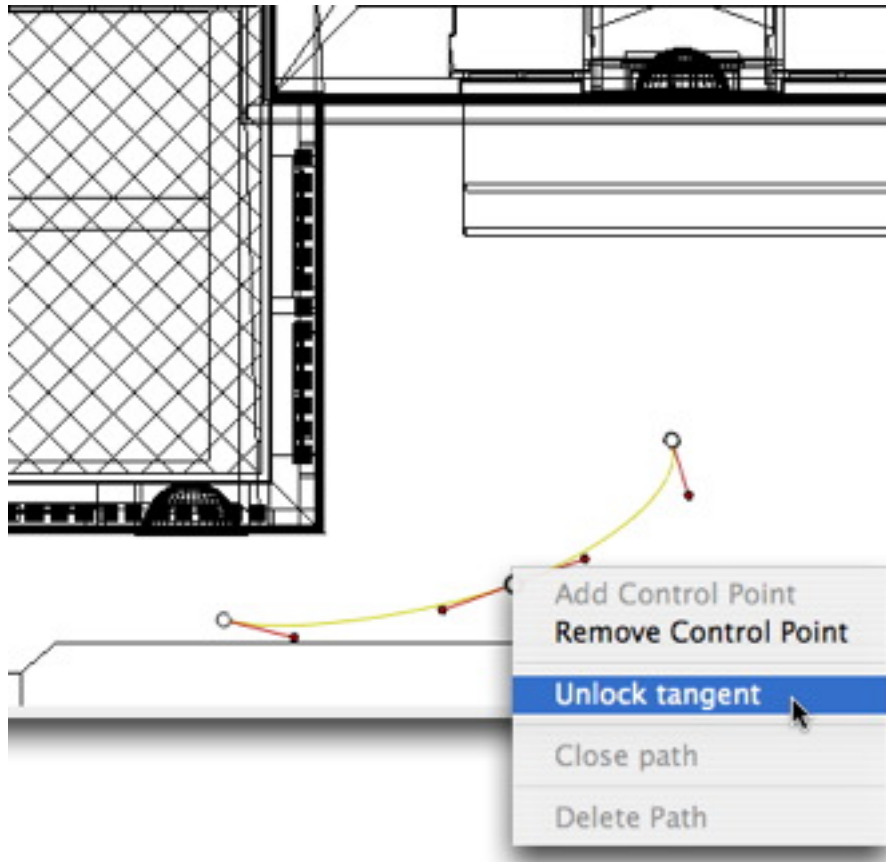 Add Control Point
Remove Control Point
Unlock tangent
Close path
Delete Path